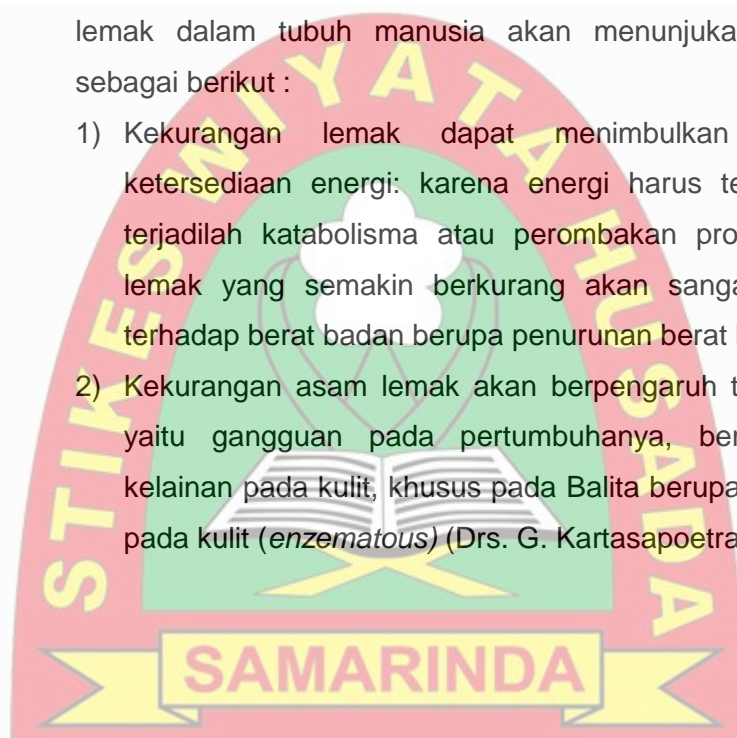 lemak dalam tubuh manusia akan menunjuka
sebagai berikut :
1) Kekurangan lemak dapat menimbulkan
ketersediaan energi: karena energi harus te
terjadilah katabolisma atau perombakan pro
lemak yang semakin berkurang akan sanga
terhadap berat badan berupa penurunan berat
2) Kekurangan asam lemak akan berpengaruh t
yaitu gangguan pada pertumbuhanya, ber
kelainan pada kulit, khusus pada Balita berupa
pada kulit (enzematous) (Drs. G. Kartasapoetra
STIKES WIYATA HUSADA
SAMARINDA